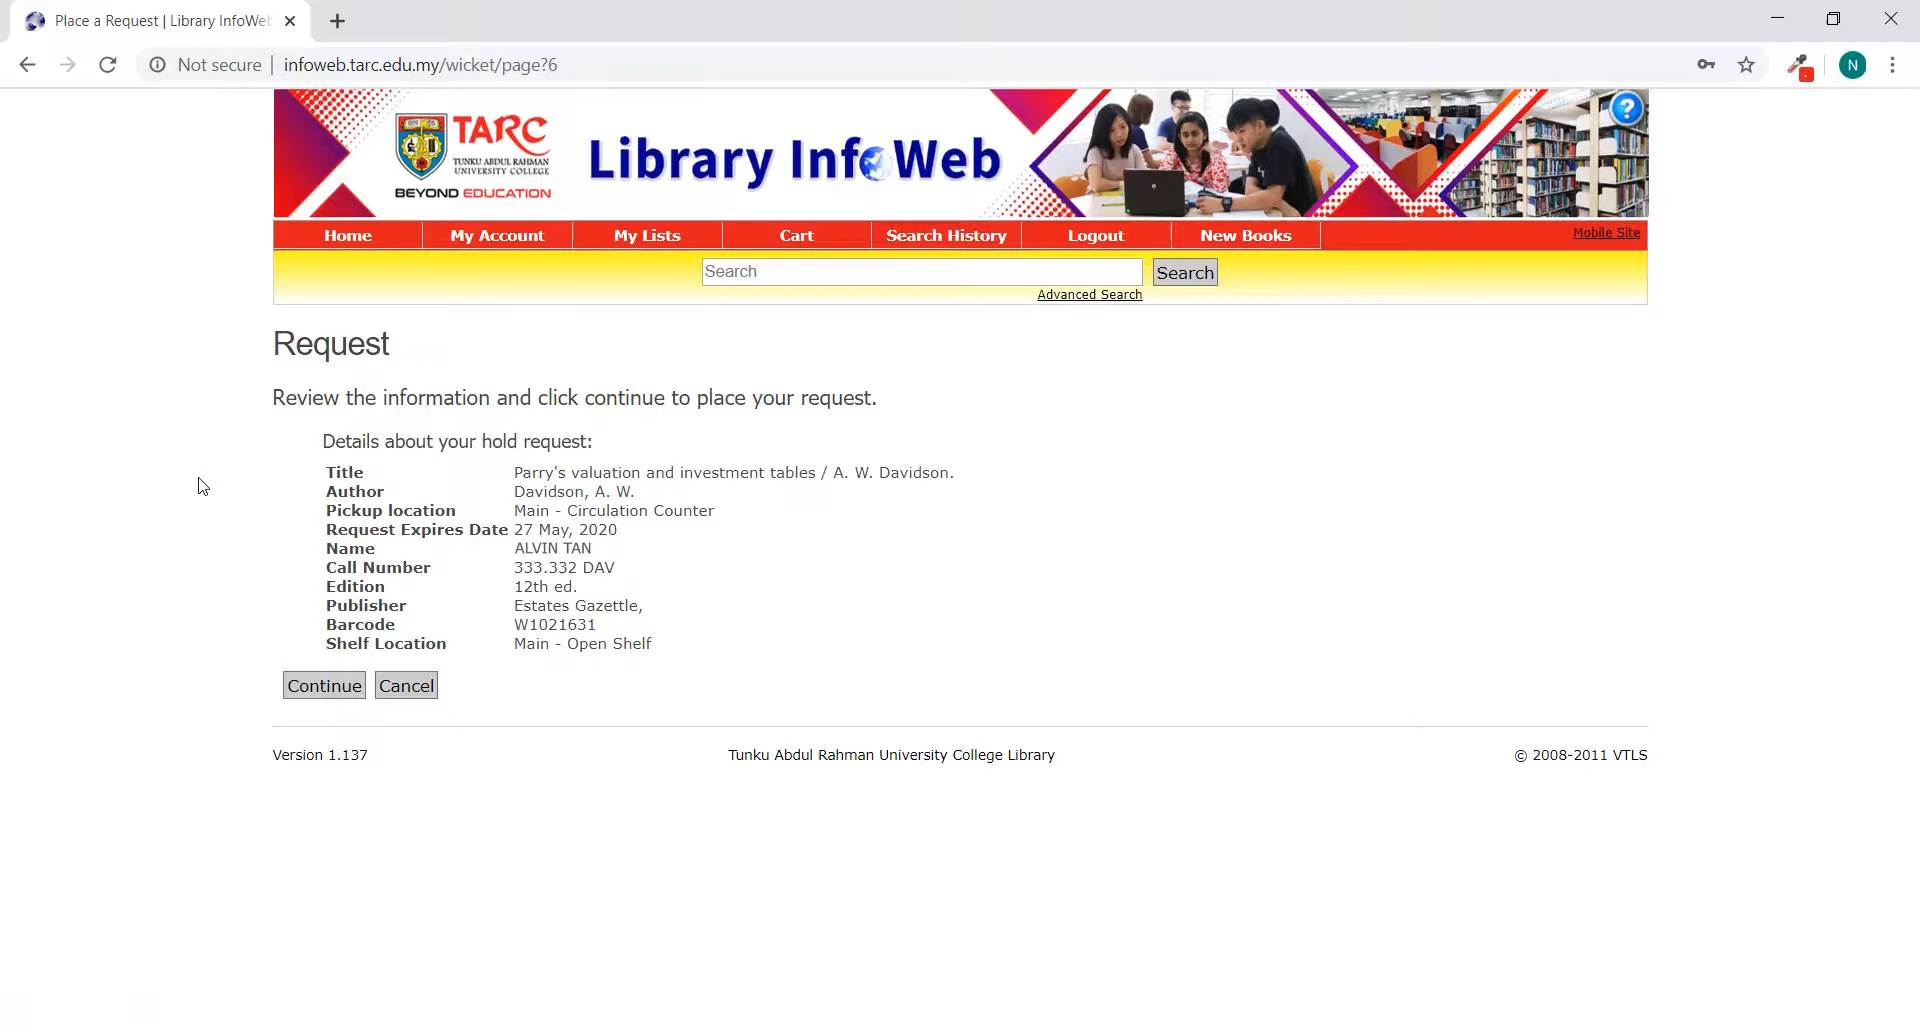 Place a Request | Library InfoWeb
Not secure | infoweb.tarc.edu.my/wicket/page?6
N
TARC
TUNKU ABDUL RAHMAN
UNIVERSITY COLLEGE
BEYOND EDUCATION
Library InfoWeb
?
Home My Account My Lists Cart Search History Logout New Books Mobile Site
Search Search
Advanced Search
Request
Review the information and click continue to place your request.
Details about your hold request:
Title Parry's valuation and investment tables / A. W. Davidson.
Author Davidson, A. W.
Pickup location Main - Circulation Counter
Request Expires Date 27 May, 2020
Name ALVIN TAN
Call Number 333.332 DAV
Edition 12th ed.
Publisher Estates Gazettle,
Barcode W1021631
Shelf Location Main - Open Shelf
Continue Cancel
Version 1.137 Tunku Abdul Rahman University College Library © 2008-2011 VTLS